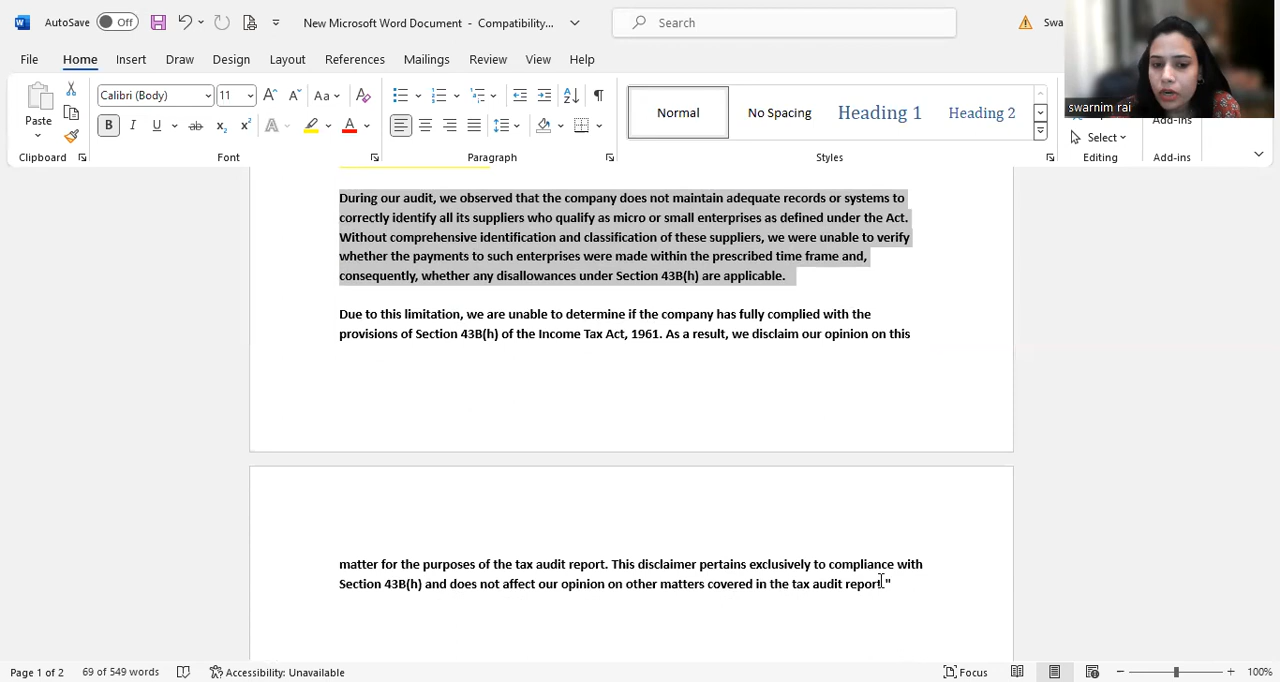 AutoSave Off New Microsoft Word Document - Compatibility... Search Swa
File Home Insert Draw Design Layout References Mailings Review View Help
swarnim rai
Paste Calibri (Body) 11 Normal No Spacing Heading 1 Heading 2 Select Add-ins
Clipboard Font Paragraph Styles Editing Add-ins
During our audit, we observed that the company does not maintain adequate records or systems to
correctly identify all its suppliers who qualify as micro or small enterprises as defined under the Act.
Without comprehensive identification and classification of these suppliers, we were unable to verify
whether the payments to such enterprises were made within the prescribed time frame and,
consequently, whether any disallowances under Section 43B(h) are applicable.
Due to this limitation, we are unable to determine if the company has fully complied with the
provisions of Section 43B(h) of the Income Tax Act, 1961. As a result, we disclaim our opinion on this
matter for the purposes of the tax audit report. This disclaimer pertains exclusively to compliance with
Section 43B(h) and does not affect our opinion on other matters covered in the tax audit report."
Page 1 of 2 69 of 549 words Accessibility: Unavailable Focus 100%